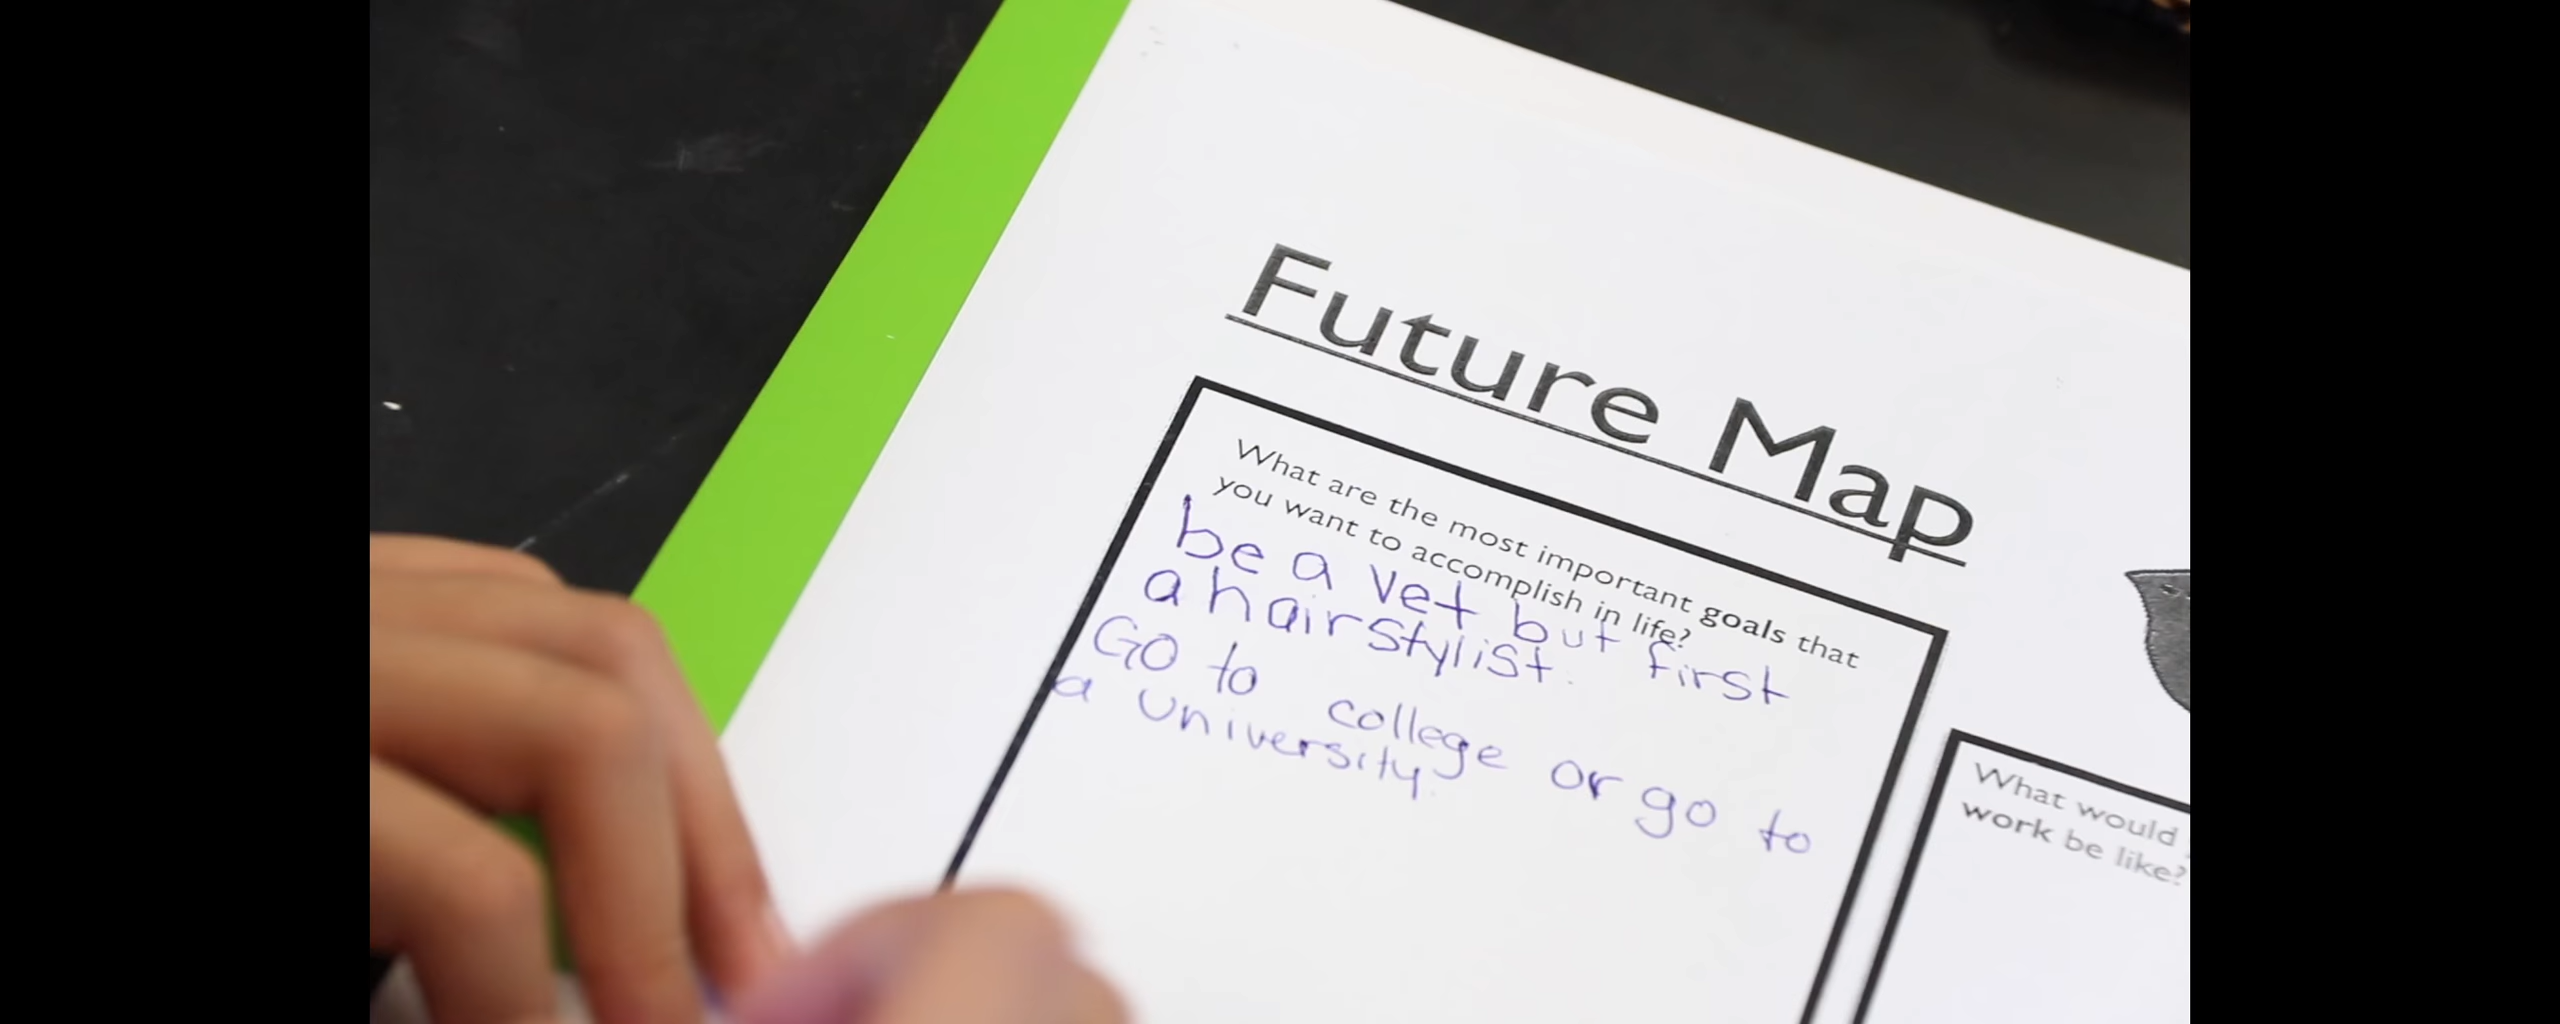 Future Map
What are the most important goals that
you want to accomplish in life?
be a vet but first
a hairstylist.
Go to college or go to
a university.
What would
work be like?